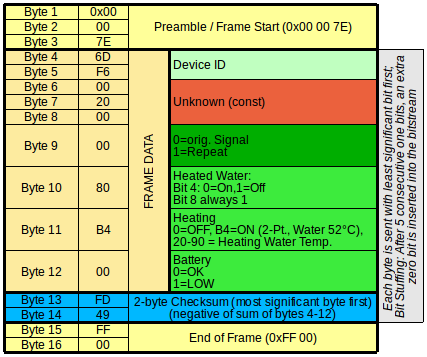 Byte 1 0x00
Byte 2 00 Preamble / Frame Start (0x00 00 7E)
Byte 3 7E
Byte 4 6D
Device ID
Byte 5 F6
Byte 6 00
Byte 7 20 Unknown (const)
Byte 8 00
FRAME DATA
Byte 9 00
0=orig. Signal
1=Repeat
Byte 10 80
Heated Water:
Bit 4: 0=On,1=Off
Bit 8 always 1
Byte 11 B4
Heating
0=OFF, B4=ON (2-Pt., Water 52°C),
20-90 = Heating Water Temp.
Byte 12 00
Battery
0=OK
1=LOW
Byte 13 FD
2-byte Checksum (most significant byte first)
Byte 14 49
(negative of sum of bytes 4-12)
Byte 15 FF
End of Frame (0xFF 00)
Byte 16 00
Each byte is sent with least significant bit first;
Bit Stuffing: After 5 consecutive one bits, an extra
zero bit is inserted into the bitstream